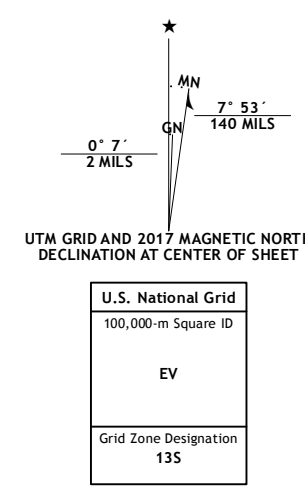 ★
MN
7° 53´
140 MILS
GN
0° 7´
2 MILS
UTM GRID AND 2017 MAGNETIC NORTH
DECLINATION AT CENTER OF SHEET
U.S. National Grid
100,000-m Square ID
EV
Grid Zone Designation
13S